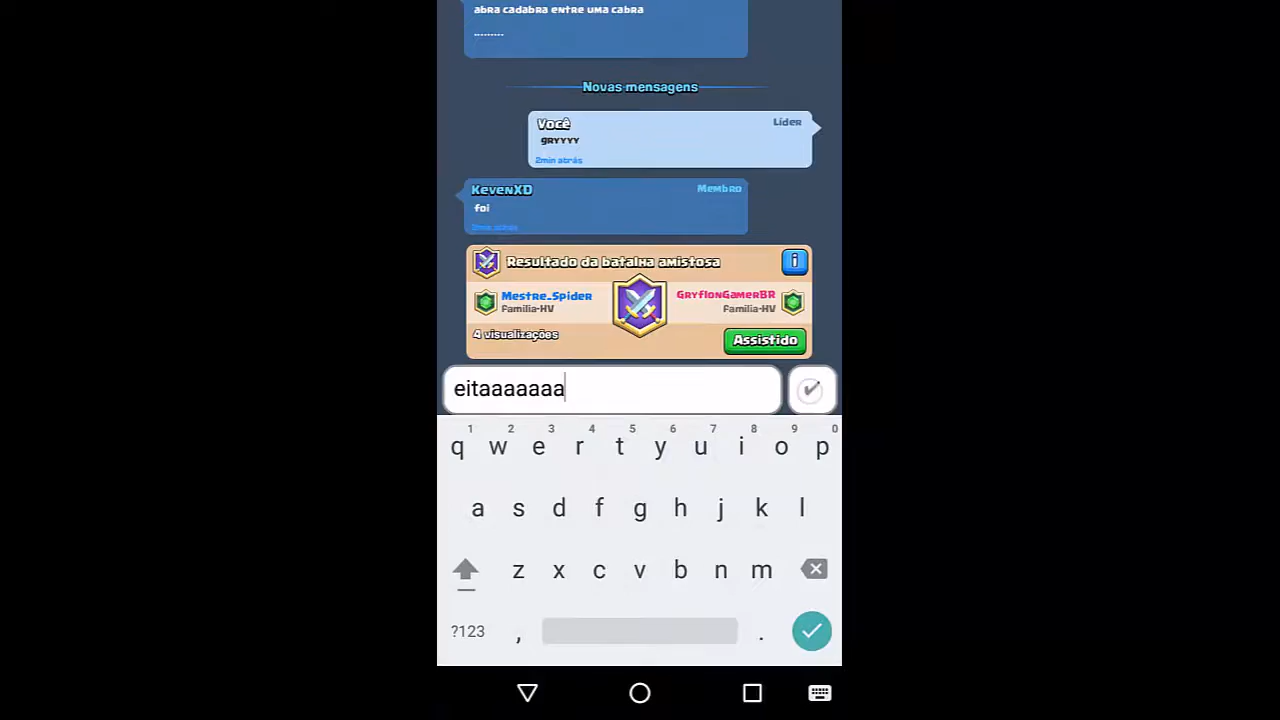 abra cadabra entre uma cabra
.........
Novas mensagens
Você Líder
gryyyy
2min atrás
KevenXD Membro
foi
Resultado da batalha amistosa
Mestre_Spider GryfionGamerBR
Familia-HV Familia-HV
4 visualizações Assistido
eitaaaaaaa
1 2 3 4 5 6 7 8 9 0
q w e r t y u i o p
a s d f g h j k l
z x c v b n m
?123 , .